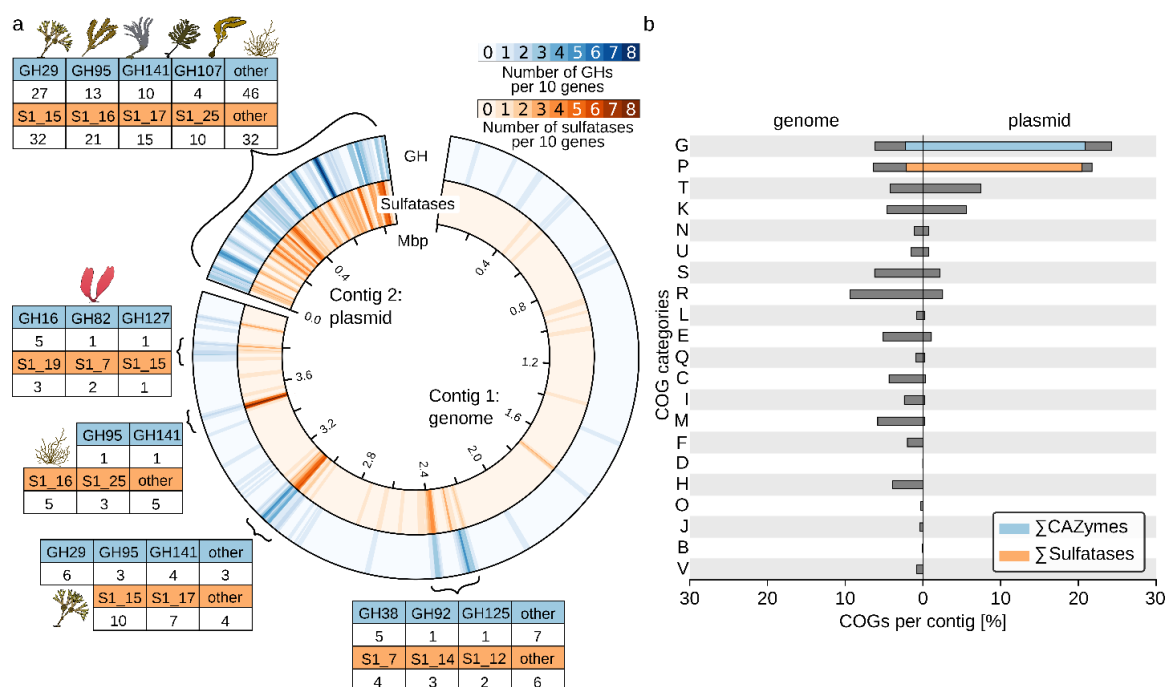 a
GH29 GH95 GH141 GH107 other
27 13 10 4 46
S1_15 S1_16 S1_17 S1_25 other
32 21 15 10 32
0 1 2 3 4 5 6 7 8
Number of GHs
per 10 genes
0 1 2 3 4 5 6 7 8
Number of sulfatases
per 10 genes
GH
Sulfatases
Mbp
0.4
0.0
Contig 2:
plasmid
0.4
0.8
1.2
1.6
2.0
2.4
2.8
3.2
3.6
Contig 1:
genome
GH16 GH82 GH127
5 1 1
S1_19 S1_7 S1_15
3 2 1
GH95 GH141
1 1
S1_16 S1_25 other
5 3 5
GH29 GH95 GH141 other
6 3 4 3
S1_15 S1_17 other
10 7 4
GH38 GH92 GH125 other
5 1 1 7
S1_7 S1_14 S1_12 other
4 3 2 6
b
genome plasmid
COG categories
G
P
T
K
N
U
S
R
L
E
Q
C
I
M
F
D
H
O
J
B
V
∑CAZymes
∑Sulfatases
30 20 10 0 10 20 30
COGs per contig [%]